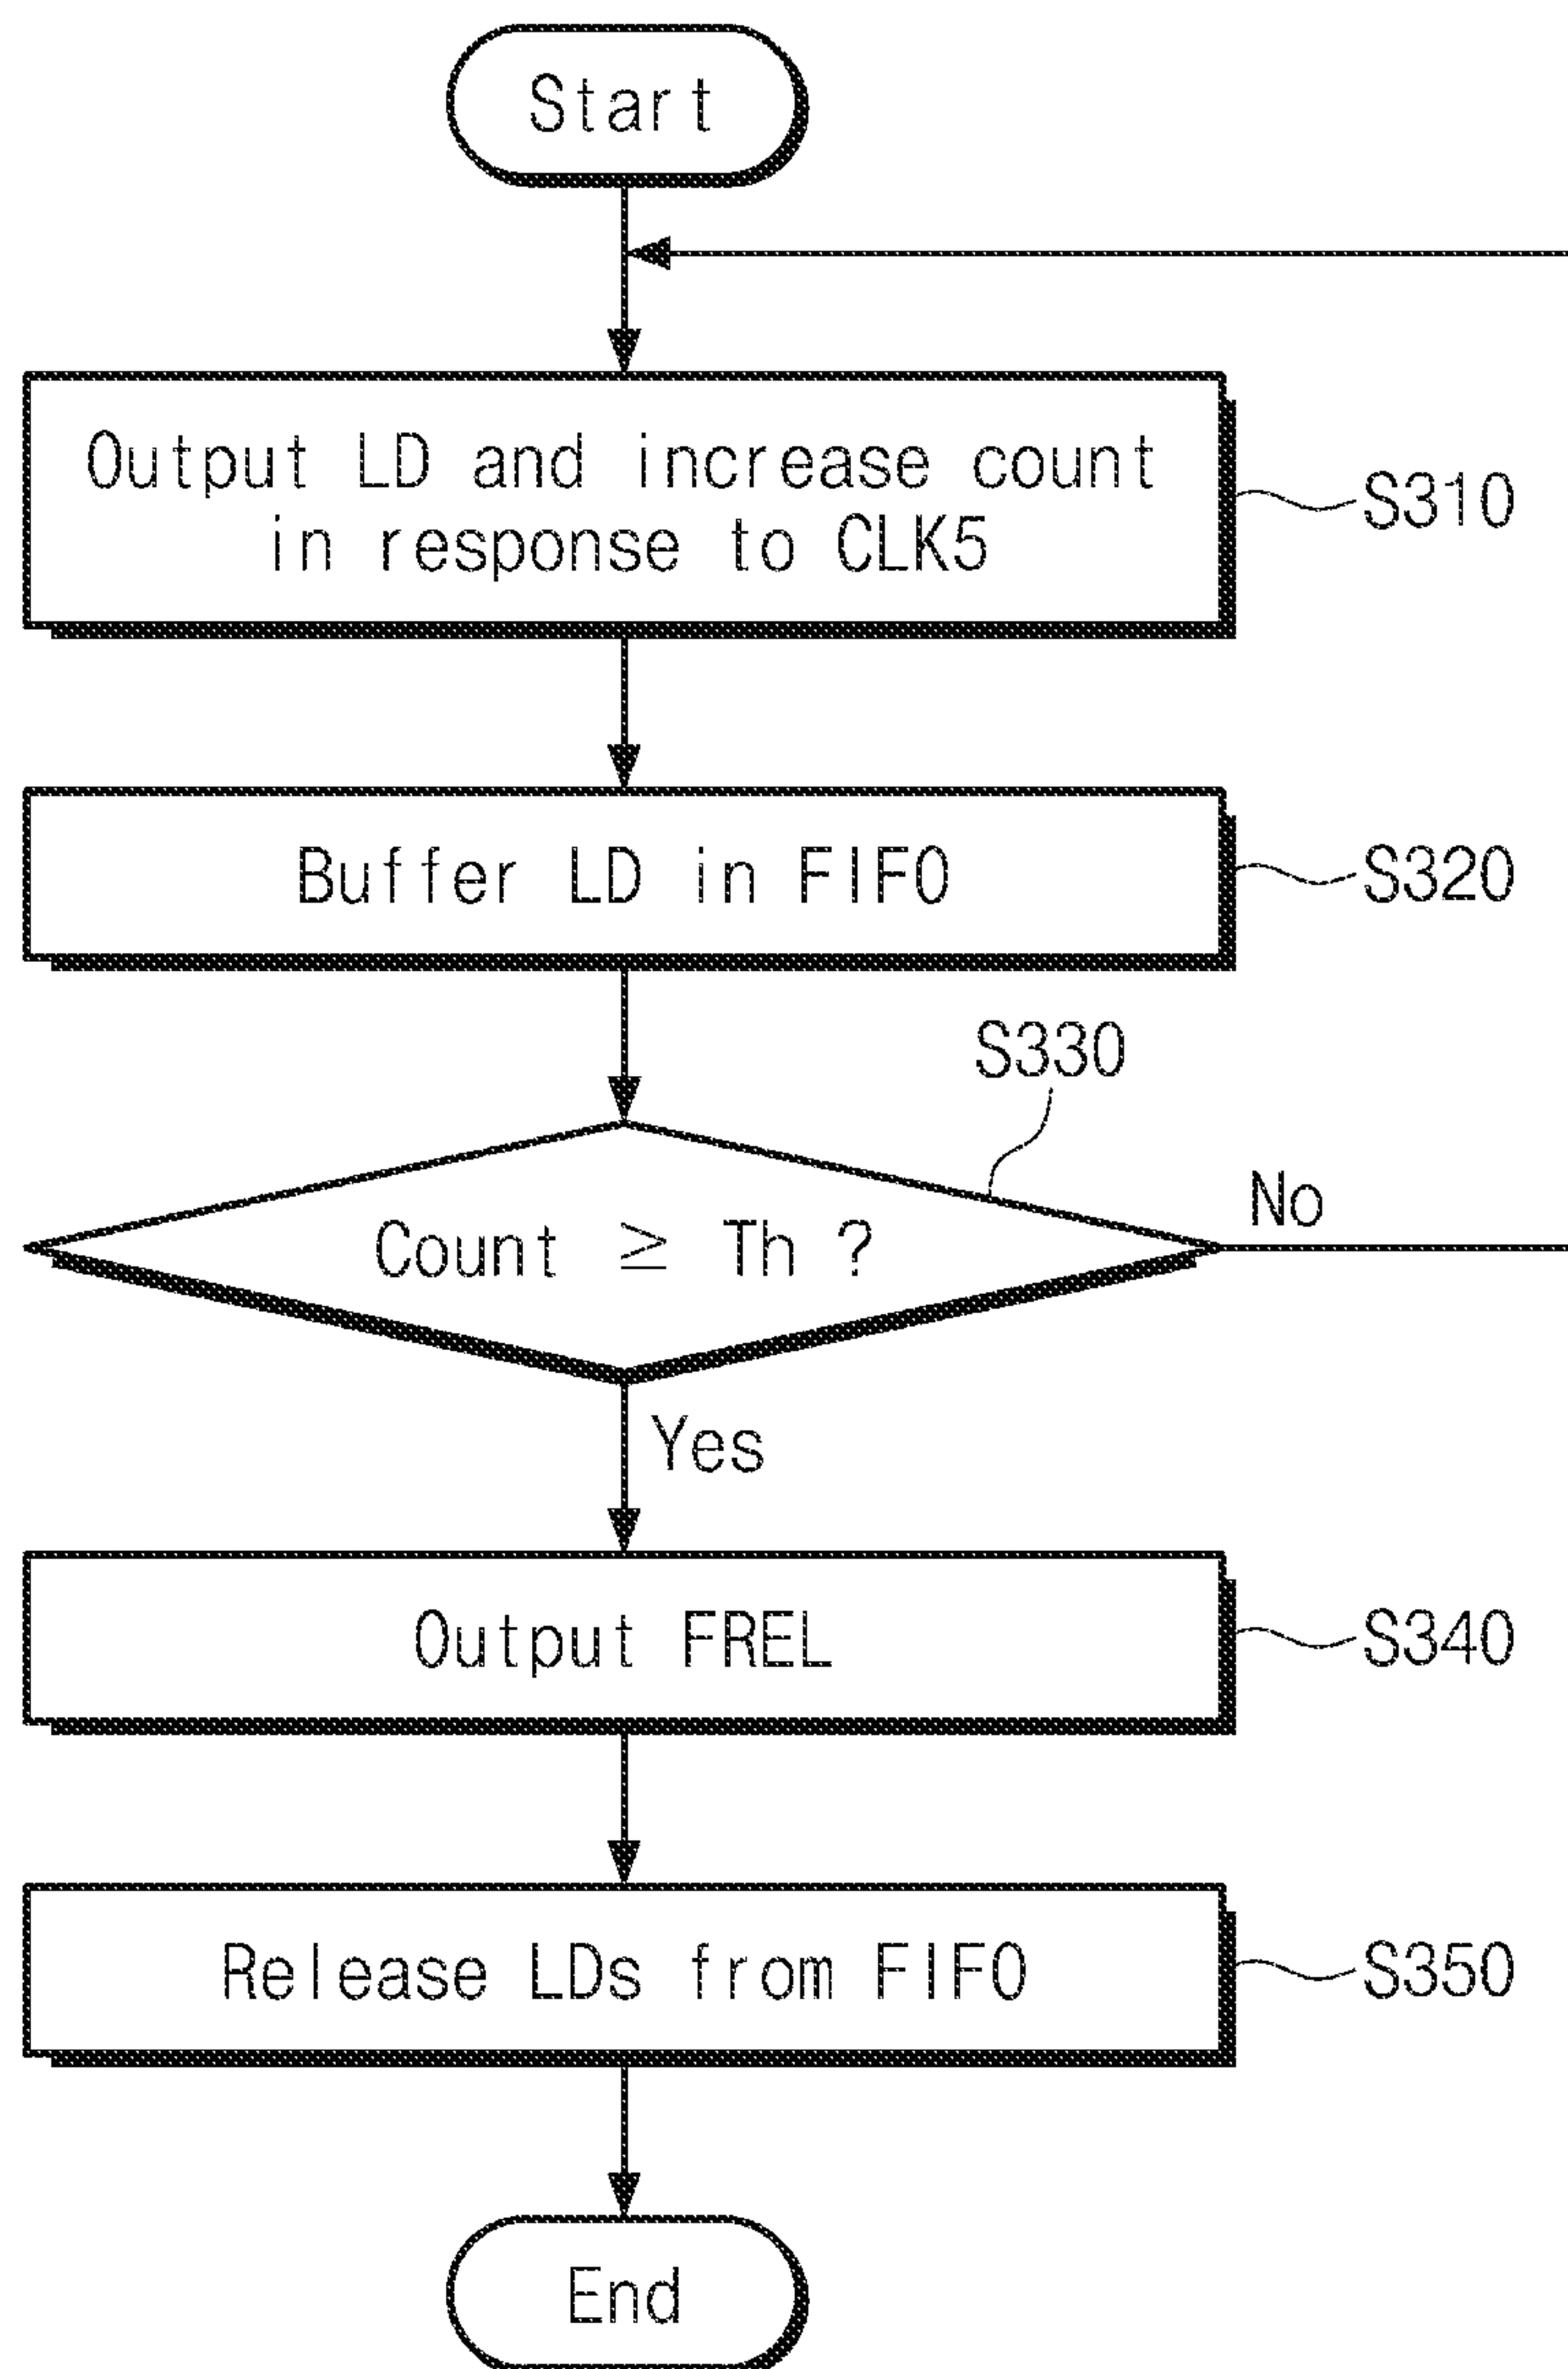 Start
Output LD and increase count
in response to CLK5
S310
Buffer LD in FIFO
S320
S330
Count ≥ Th ?
No
Yes
Output FREL
S340
Release LDs from FIFO
S350
End